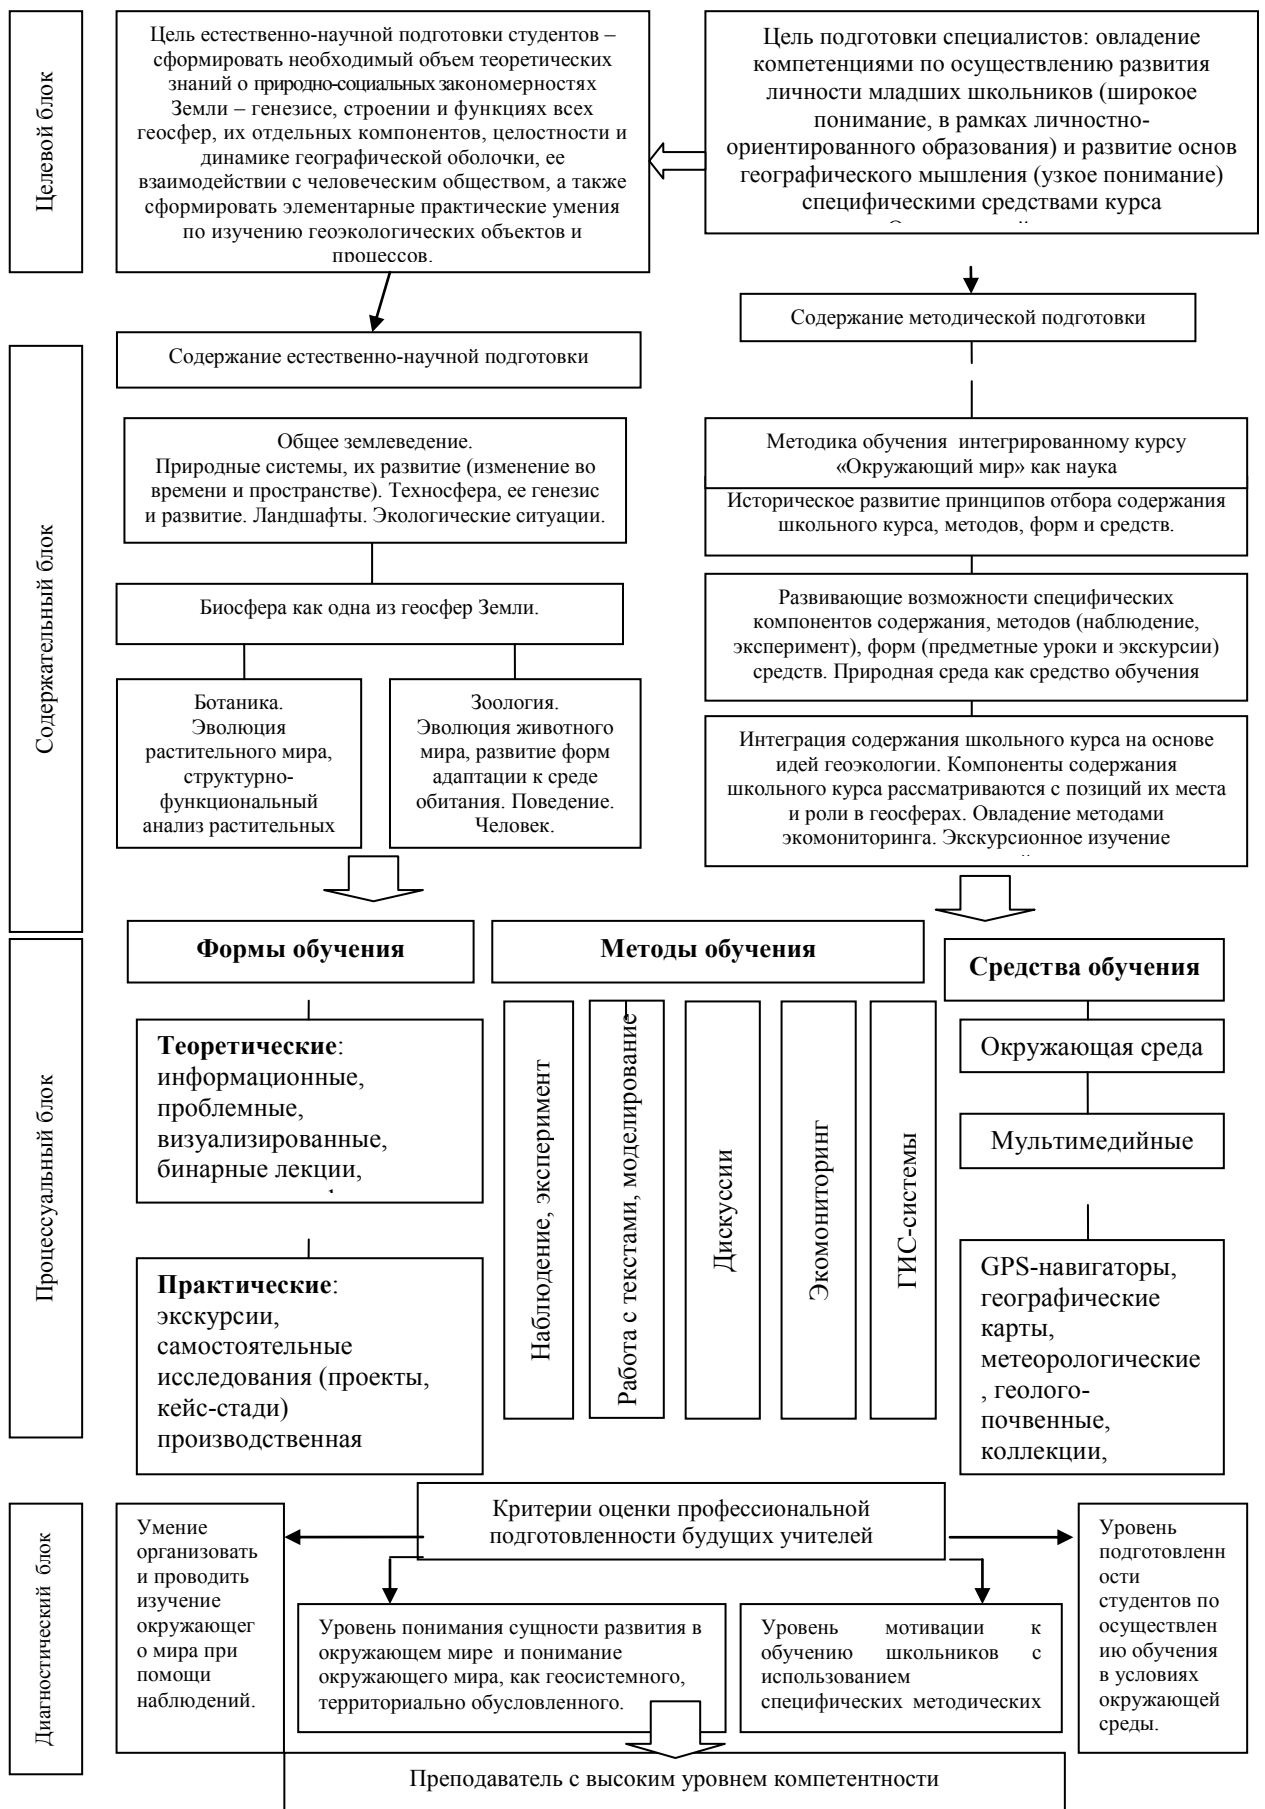 Целевой блок
Цель естественно-научной подготовки студентов –
сформировать необходимый объем теоретических
знаний о природно-социальных закономерностях
Земли – генезисе, строении и функциях всех
геосфер, их отдельных компонентов, целостности и
динамике географической оболочки, ее
взаимодействии с человеческим обществом, а также
сформировать элементарные практические умения
по изучению геоэкологических объектов и
процессов.
Цель подготовки специалистов: овладение
компетенциями по осуществлению развития
личности младших школьников (широкое
понимание, в рамках личностно-
ориентированного образования) и развитие основ
географического мышления (узкое понимание)
специфическими средствами курса
Содержательный блок
Содержание естественно-научной подготовки
Содержание методической подготовки
Общее землеведение.
Природные системы, их развитие (изменение во
времени и пространстве). Техносфера, ее генезис
и развитие. Ландшафты. Экологические ситуации.
Биосфера как одна из геосфер Земли.
Ботаника.
Эволюция
растительного мира,
структурно-
функциональный
анализ растительных
Зоология.
Эволюция животного
мира, развитие форм
адаптации к среде
обитания. Поведение.
Человек.
Методика обучения интегрированному курсу
«Окружающий мир» как наука
Историческое развитие принципов отбора содержания
школьного курса, методов, форм и средств.
Развивающие возможности специфических
компонентов содержания, методов (наблюдение,
эксперимент), форм (предметные уроки и экскурсии)
средств. Природная среда как средство обучения
Интеграция содержания школьного курса на основе
идей геоэкологии. Компоненты содержания
школьного курса рассматриваются с позиций их места
и роли в геосферах. Овладение методами
экомониторинга. Экскурсионное изучение
Процессуальный блок
Формы обучения
Теоретические:
информационные,
проблемные,
визуализированные,
бинарные лекции,
Практические:
экскурсии,
самостоятельные
исследования (проекты,
кейс-стади)
производственная
Методы обучения
Наблюдение, эксперимент
Работа с текстами, моделирование
Дискуссии
Экомониторинг
ГИС-системы
Средства обучения
Окружающая среда
Мультимедийные
GPS-навигаторы,
географические
карты,
метеорологические
, геолого-
почвенные,
коллекции,
Диагностический блок
Критерии оценки профессиональной
подготовленности будущих учителей
Умение
организовать
и проводить
изучение
окружающег
о мира при
помощи
наблюдений.
Уровень понимания сущности развития в
окружающем мире и понимание
окружающего мира, как геосистемного,
территориально обусловленного.
Уровень мотивации к
обучению школьников с
использованием
специфических методических
Уровень
подготовленн
ости
студентов по
осуществлен
ию обучения
в условиях
окружающей
среды.
Преподаватель с высоким уровнем компетентности